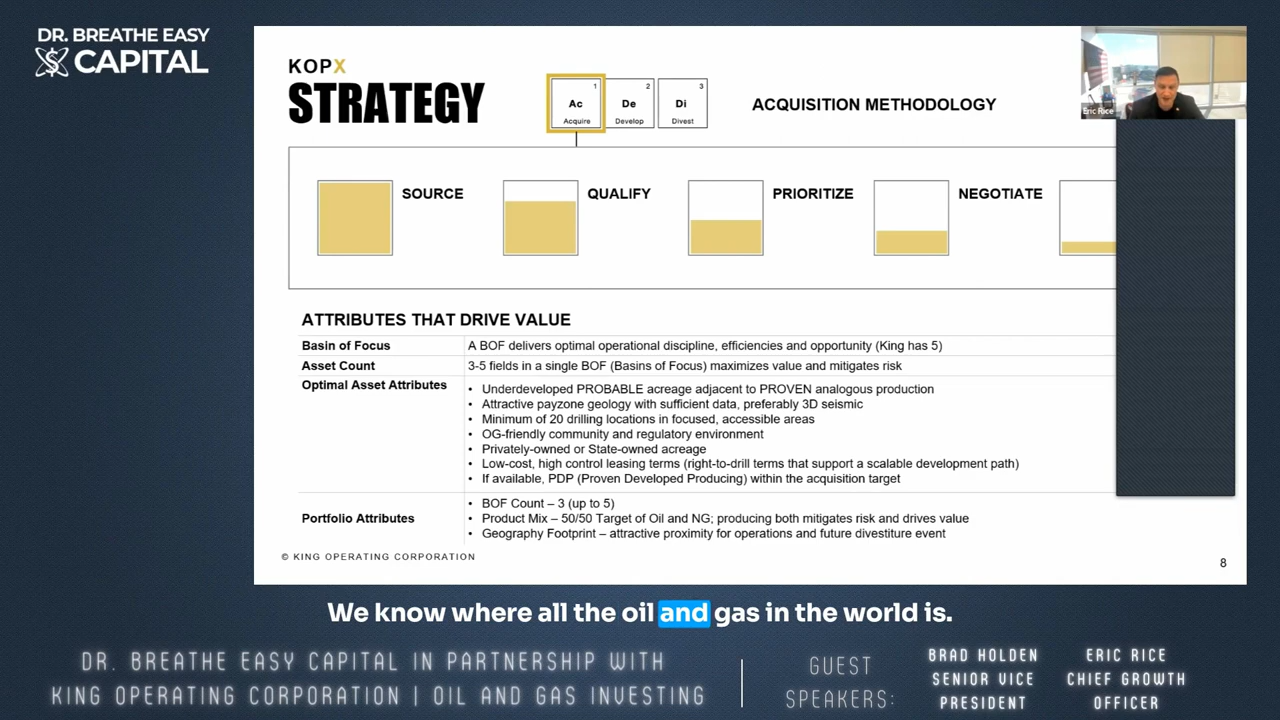 DR. BREATHE EASY
CAPITAL
KOPX
STRATEGY
1
Ac
Acquire
2
De
Develop
3
Di
Divest
ACQUISITION METHODOLOGY
Eric Rice
SOURCE
QUALIFY
PRIORITIZE
NEGOTIATE
ATTRIBUTES THAT DRIVE VALUE
Basin of Focus
A BOF delivers optimal operational discipline, efficiencies and opportunity (King has 5)
Asset Count
3-5 fields in a single BOF (Basins of Focus) maximizes value and mitigates risk
Optimal Asset Attributes
• Underdeveloped PROBABLE acreage adjacent to PROVEN analogous production
• Attractive payzone geology with sufficient data, preferably 3D seismic
• Minimum of 20 drilling locations in focused, accessible areas
• OG-friendly community and regulatory environment
• Privately-owned or State-owned acreage
• Low-cost, high control leasing terms (right-to-drill terms that support a scalable development path)
• If available, PDP (Proven Developed Producing) within the acquisition target
Portfolio Attributes
• BOF Count – 3 (up to 5)
• Product Mix – 50/50 Target of Oil and NG; producing both mitigates risk and drives value
• Geography Footprint – attractive proximity for operations and future divestiture event
© KING OPERATING CORPORATION
8
We know where all the oil and gas in the world is.
DR. BREATHE EASY CAPITAL IN PARTNERSHIP WITH
KING OPERATING CORPORATION | OIL AND GAS INVESTING
GUEST
SPEAKERS:
BRAD HOLDEN
SENIOR VICE
PRESIDENT
ERIC RICE
CHIEF GROWTH
OFFICER